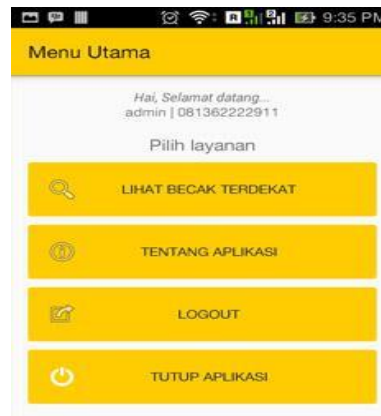 9:35 PM
Menu Utama
Hai, Selamat datang...
admin | 081362222911
Pilih layanan
LIHAT BECAK TERDEKAT
TENTANG APLIKASI
LOGOUT
TUTUP APLIKASI